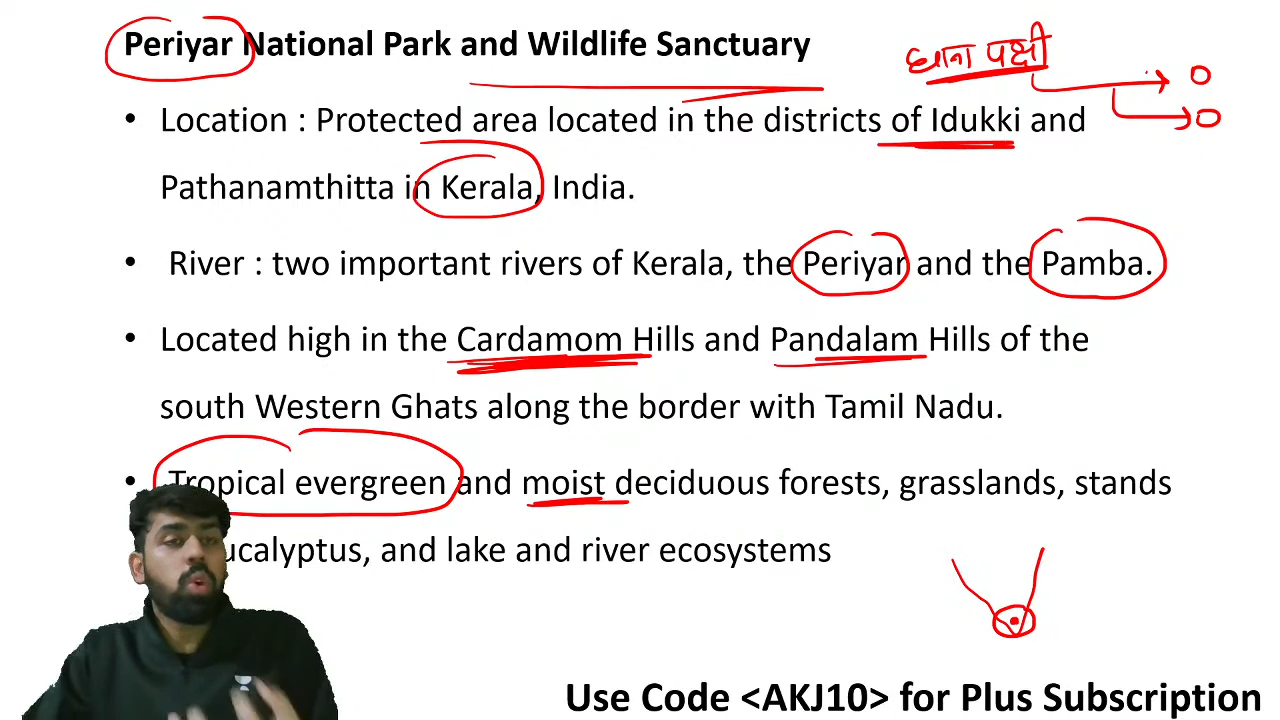 Periyar National Park and Wildlife Sanctuary
पक्षी
• Location : Protected area located in the districts of Idukki and
Pathanamthitta in Kerala, India.
• River : two important rivers of Kerala, the Periyar and the Pamba.
• Located high in the Cardamom Hills and Pandalam Hills of the
south Western Ghats along the border with Tamil Nadu.
• Tropical evergreen and moist deciduous forests, grasslands, stands
and lake and river ecosystems
Use Code <AKJ10> for Plus Subscription